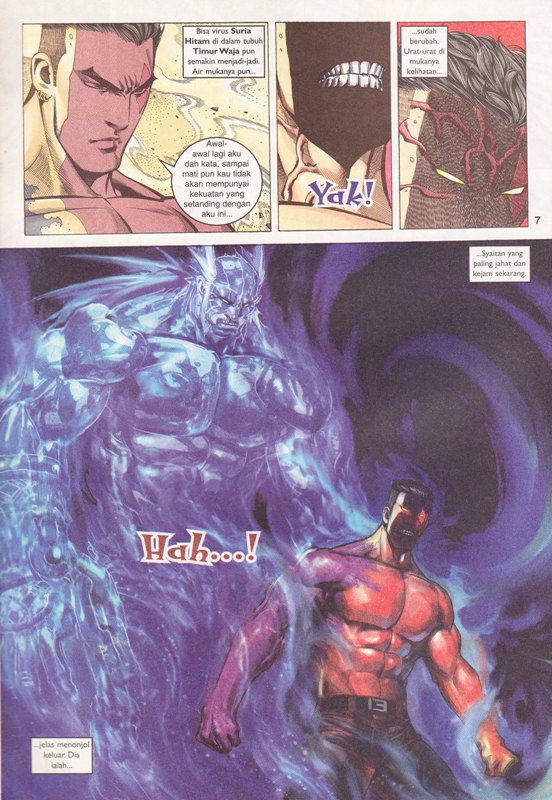 Bisa virus Suria
Hitam di dalam tubuh
Timur Waja pun
semakin menjadi-jadi.
Air mukanya pun...
Awal-
awal lagi aku
dah kata, sampai
mati pun kau tidak
akan mempunyai
kekuatan yang
setanding dengan
aku ini...
Yak!
...sudah
berubah.
Urat-urat di
mukanya
kelihatan...
7
...Syaitan yang
paling jahat dan
kejam sekarang.
Hah...!
...jelas menonjol
keluar. Dia
ialah...